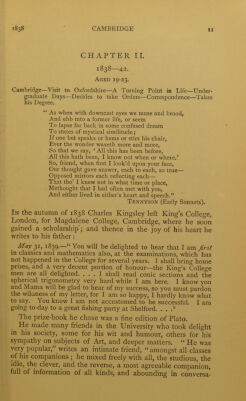 1838 CAMBRIDGE 21
CHAPTER II.
1838—42.
AGED 19-23.
Cambridge—Visit to Oxfordshire—A Turning Point in Life—Under-
graduate Days—Decides to take Orders—Correspondence—Takes
his Degree.
" As when with downcast eyes we muse and brood,
And ebb into a former life, or seem
To lapse far back in some confused dream
To states of mystical similitude;
If one but speaks or hems or stirs his chair,
Ever the wonder waxeth more and more,
So that we say, ' All this has been before,
All this hath been, I know not when or where.'
So, friend, when first I look'd upon your face,
Our thought gave answer, each to each, so true—
Opposed mirrors each reflecting each—
That tho' I knew not in what time or place,
Methought that I had often met with you,
And either lived in either's heart and speech."
TENNYSON (Early Sonnets).
IN the autumn of 1838 Charles Kingsley left King's College,
London, for Magdalene College, Cambridge, where he soon
gained a scholarship; and thence in the joy of his heart he
writes to his father:
May 31, 1839.—" You will be delighted to hear that I am first
in classics and mathematics also, at the examinations, which has
not happened in the College for several years. I shall bring home
prizes, and a very decent portion of honour—the King's College
men are all delighted. . . . I shall read conic sections and the
spherical trigonometry very hard while I am here. I know you
and Mama will be glad to hear of my success, so you must pardon
the wildness of my letter, for I am so happy, I hardly know what
to say. You know I am not accustomed to be successful. I am
going to-day to a great fishing party at Shelford. . . ."
The prize-book he chose was a fine edition of Plato.
He made many friends in the University who took delight
in his society, some for his wit and humour, others for his
sympathy on subjects of Art, and deeper matters. " He was
very popular," writes an intimate friend, " amongst all classes
of his companions; he mixed freely with all, the studious, the
idle, the clever, and the reverse, a most agreeable companion,
full of information of all kinds, and abounding in conversa-